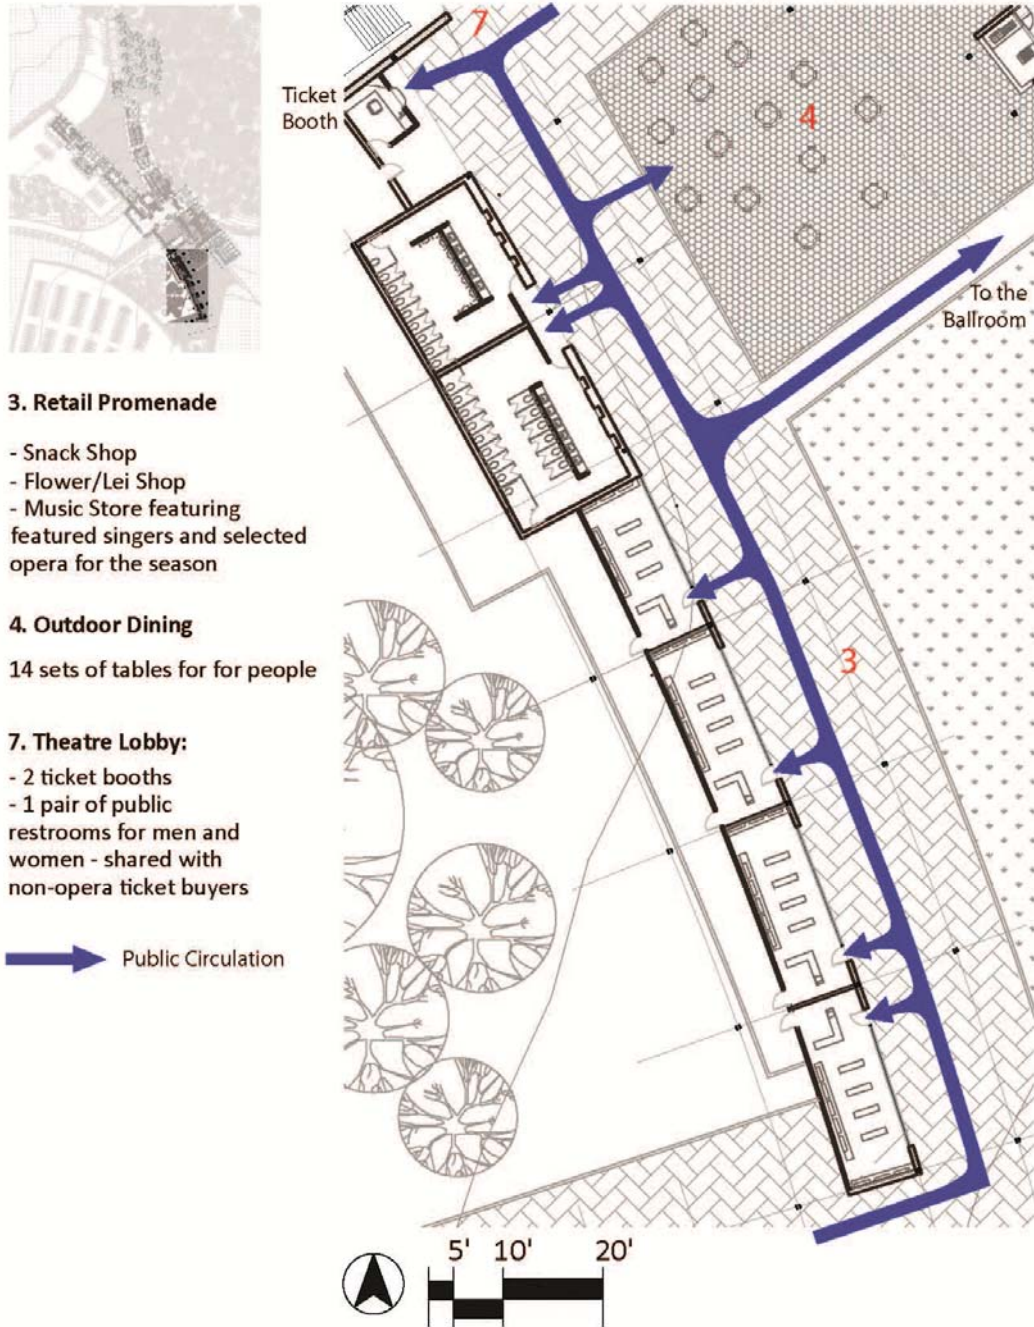 7
Ticket
Booth
4
To the
Ballroom
3. Retail Promenade
- Snack Shop
- Flower/Lei Shop
- Music Store featuring
featured singers and selected
opera for the season
4. Outdoor Dining
14 sets of tables for for people
3
7. Theatre Lobby:
- 2 ticket booths
- 1 pair of public
restrooms for men and
women - shared with
non-opera ticket buyers
Public Circulation
5' 10' 20'